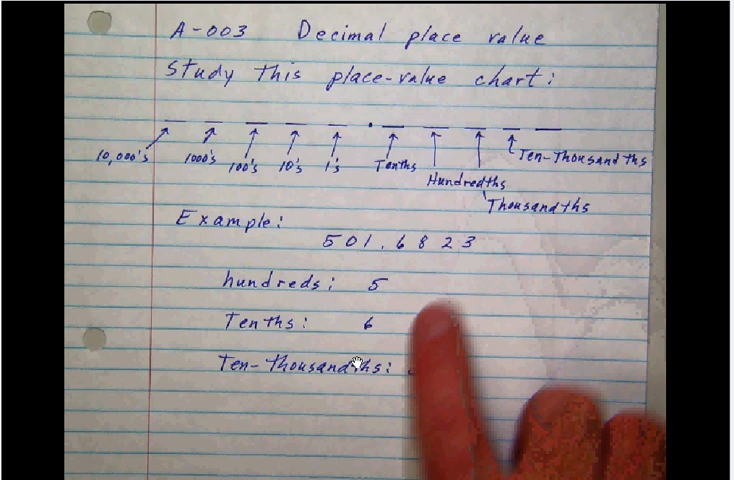 A-003 Decimal place value
Study this place-value chart:
10,000's 1000's 100's 10's 1's . Tenths Hundredths Thousandths Ten-Thousandths
Example:
501.6823
hundreds: 5
Tenths: 6
Ten-Thousandths: